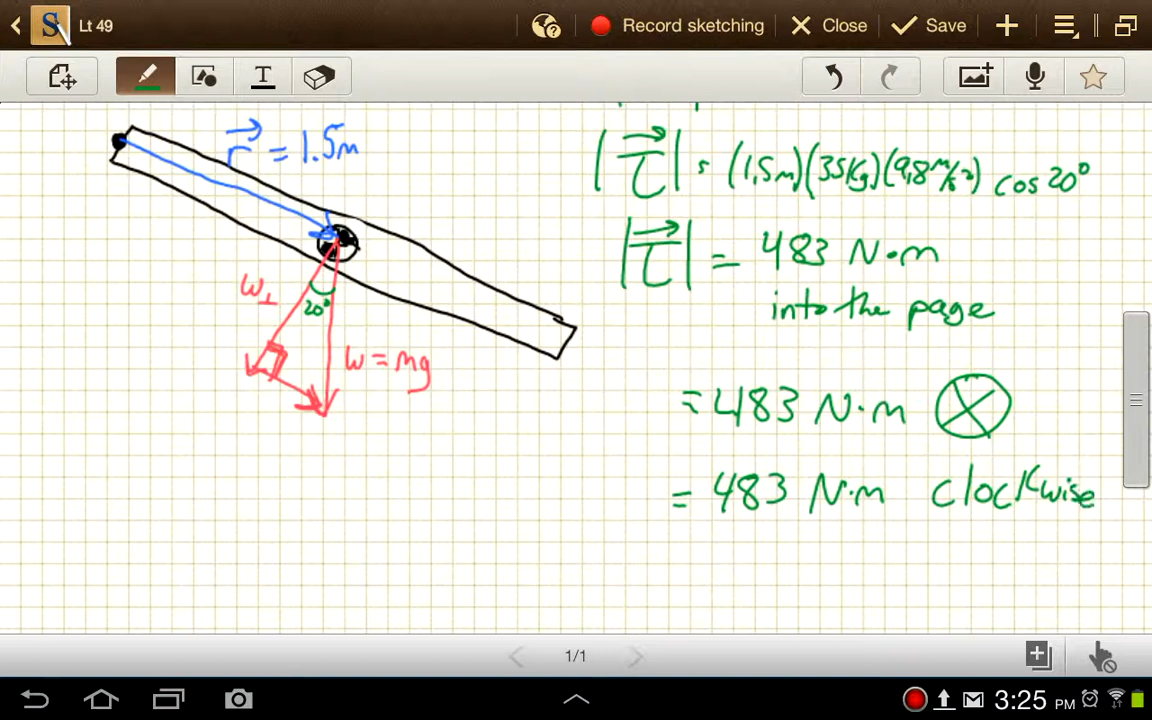 S Lt 49 Record sketching Close Save
T
r = 1.5m
|τ| = (1,5m)(35Kg)(9,8m/s²) cos 20°
|τ| = 483 N·m
into the page
W⊥
20°
W = mg
= 483 N·m ⊗
= 483 N·m clockwise
1/1
3:25 PM